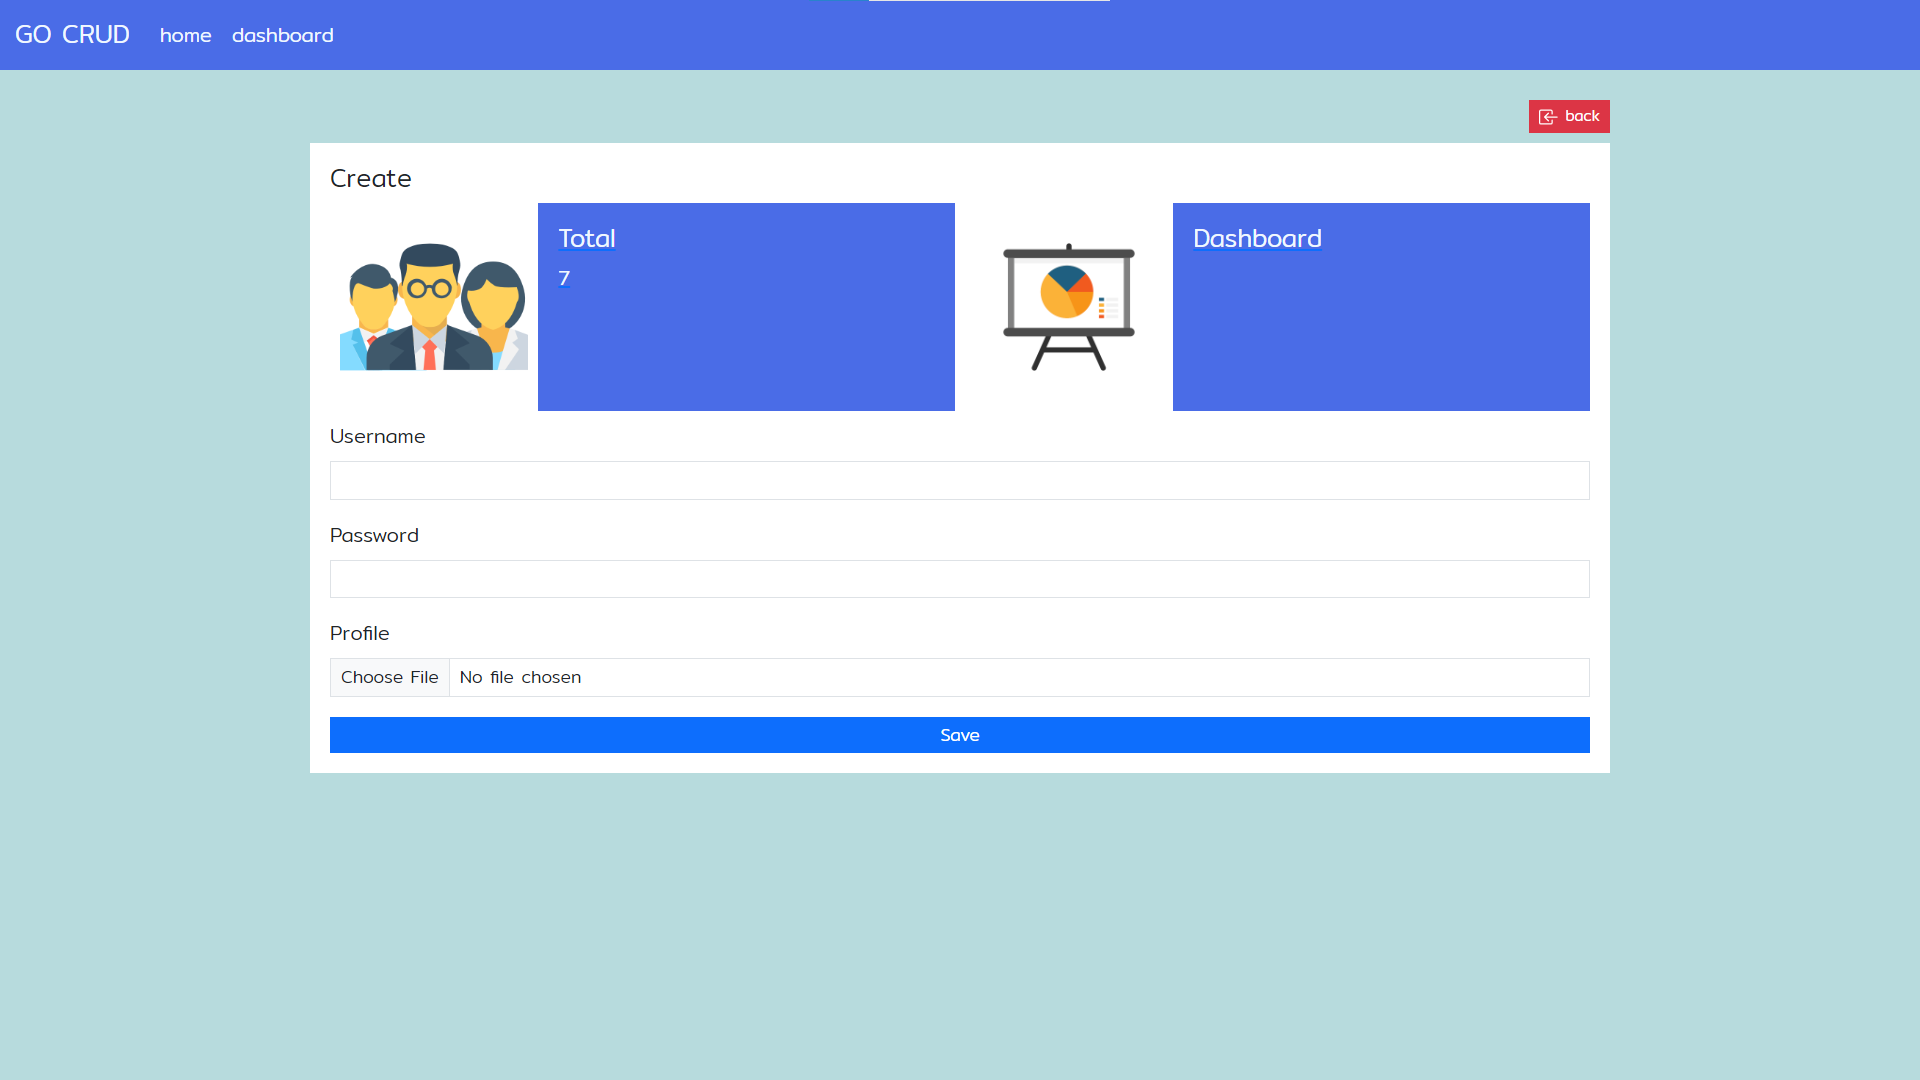 GO CRUD home dashboard
back
Create
Total
7
Dashboard
Username
Password
Profile
Choose File No file chosen
Save